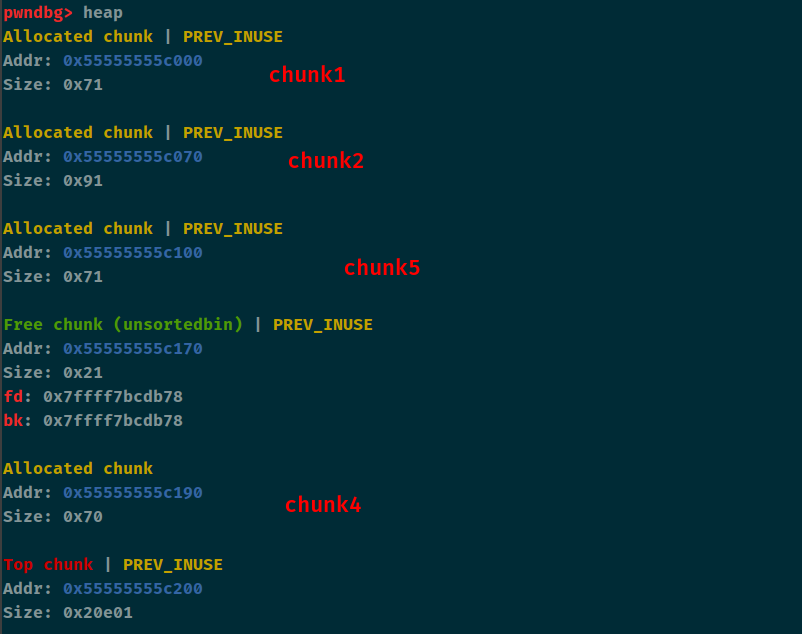 pwndbg> heap
Allocated chunk | PREV_INUSE
Addr: 0x55555555c000
chunk1
Size: 0x71
Allocated chunk | PREV_INUSE
Addr: 0x55555555c070
chunk2
Size: 0x91
Allocated chunk | PREV_INUSE
Addr: 0x55555555c100
chunk5
Size: 0x71
Free chunk (unsortedbin) | PREV_INUSE
Addr: 0x55555555c170
Size: 0x21
fd: 0x7ffff7bcdb78
bk: 0x7ffff7bcdb78
Allocated chunk
Addr: 0x55555555c190
chunk4
Size: 0x70
Top chunk | PREV_INUSE
Addr: 0x55555555c200
Size: 0x20e01